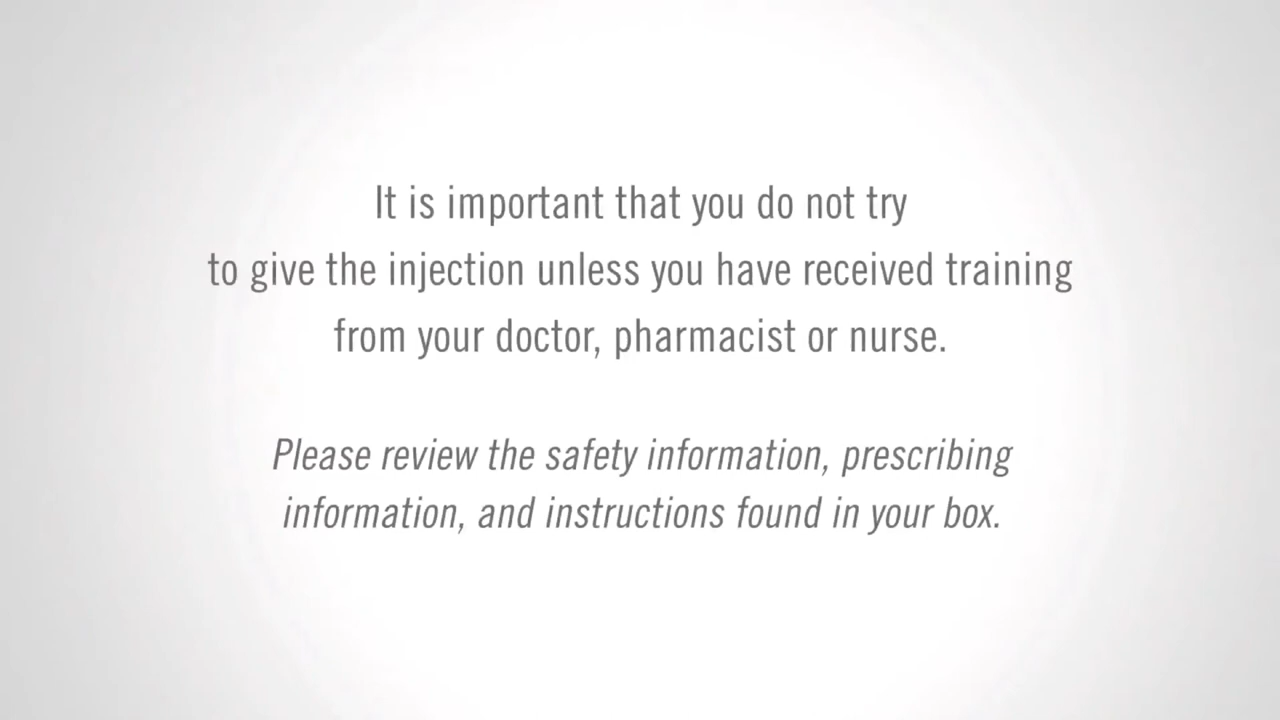 It is important that you do not try
to give the injection unless you have received training
from your doctor, pharmacist or nurse.
Please review the safety information, prescribing
information, and instructions found in your box.